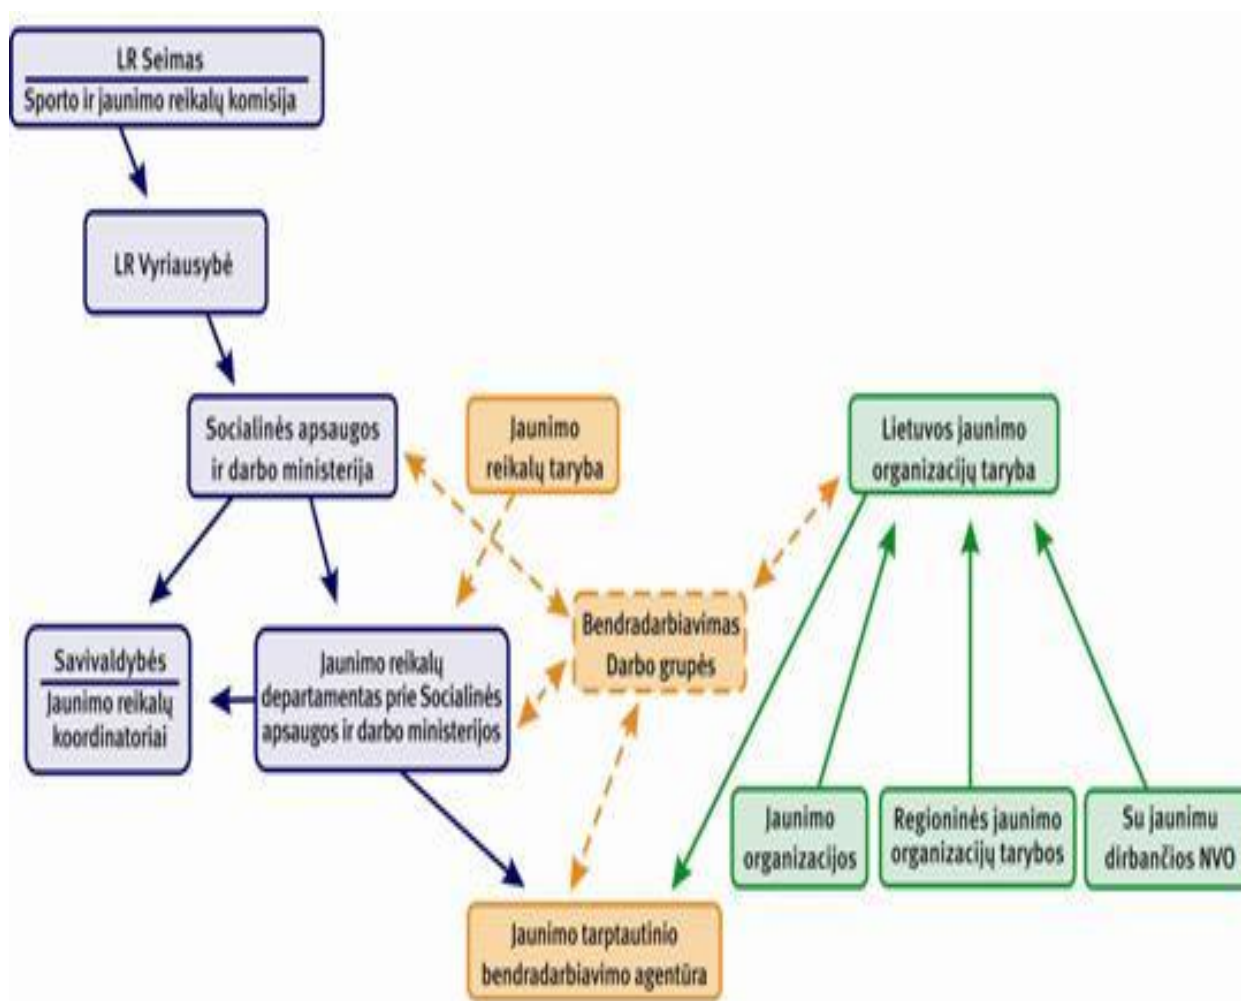 LR Seimas
Sporto ir jaunimo reikalų komisija
LR Vyriausybė
Socialinės apsaugos
ir darbo ministerija
Jaunimo
reikalų taryba
Lietuvos jaunimo
organizacijų taryba
Savivaldybės
Jaunimo reikalų
koordinatoriai
Jaunimo reikalų
departamentas prie Socialinės
apsaugos ir darbo ministerijos
Bendradarbiavimas
Darbo grupės
Jaunimo
organizacijos
Regioninės jaunimo
organizacijų tarybos
Su jaunimu
dirbančios NVO
Jaunimo tarptautinio
bendradarbiavimo agentūra